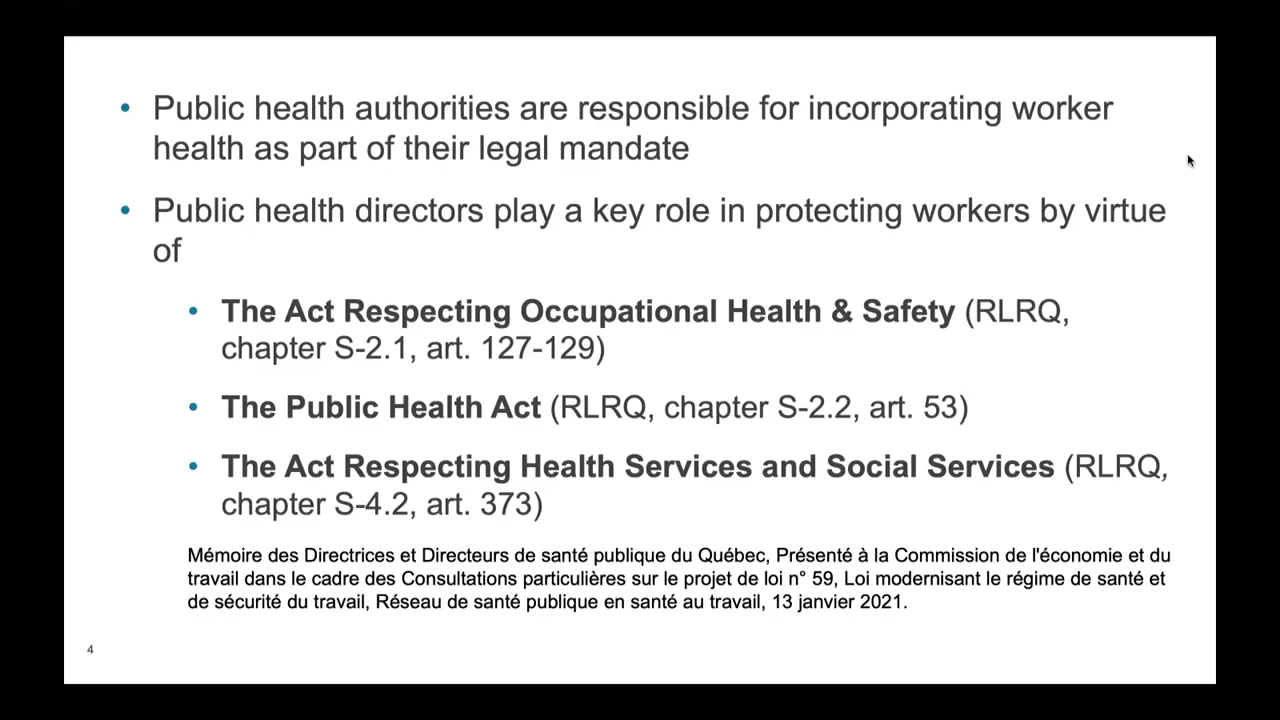 • Public health authorities are responsible for incorporating worker
health as part of their legal mandate
• Public health directors play a key role in protecting workers by virtue
of
• The Act Respecting Occupational Health & Safety (RLRQ,
chapter S-2.1, art. 127-129)
• The Public Health Act (RLRQ, chapter S-2.2, art. 53)
• The Act Respecting Health Services and Social Services (RLRQ,
chapter S-4.2, art. 373)
Mémoire des Directrices et Directeurs de santé publique du Québec, Présenté à la Commission de l'économie et du
travail dans le cadre des Consultations particulières sur le projet de loi n° 59, Loi modernisant le régime de santé et
de sécurité du travail, Réseau de santé publique en santé au travail, 13 janvier 2021.
4